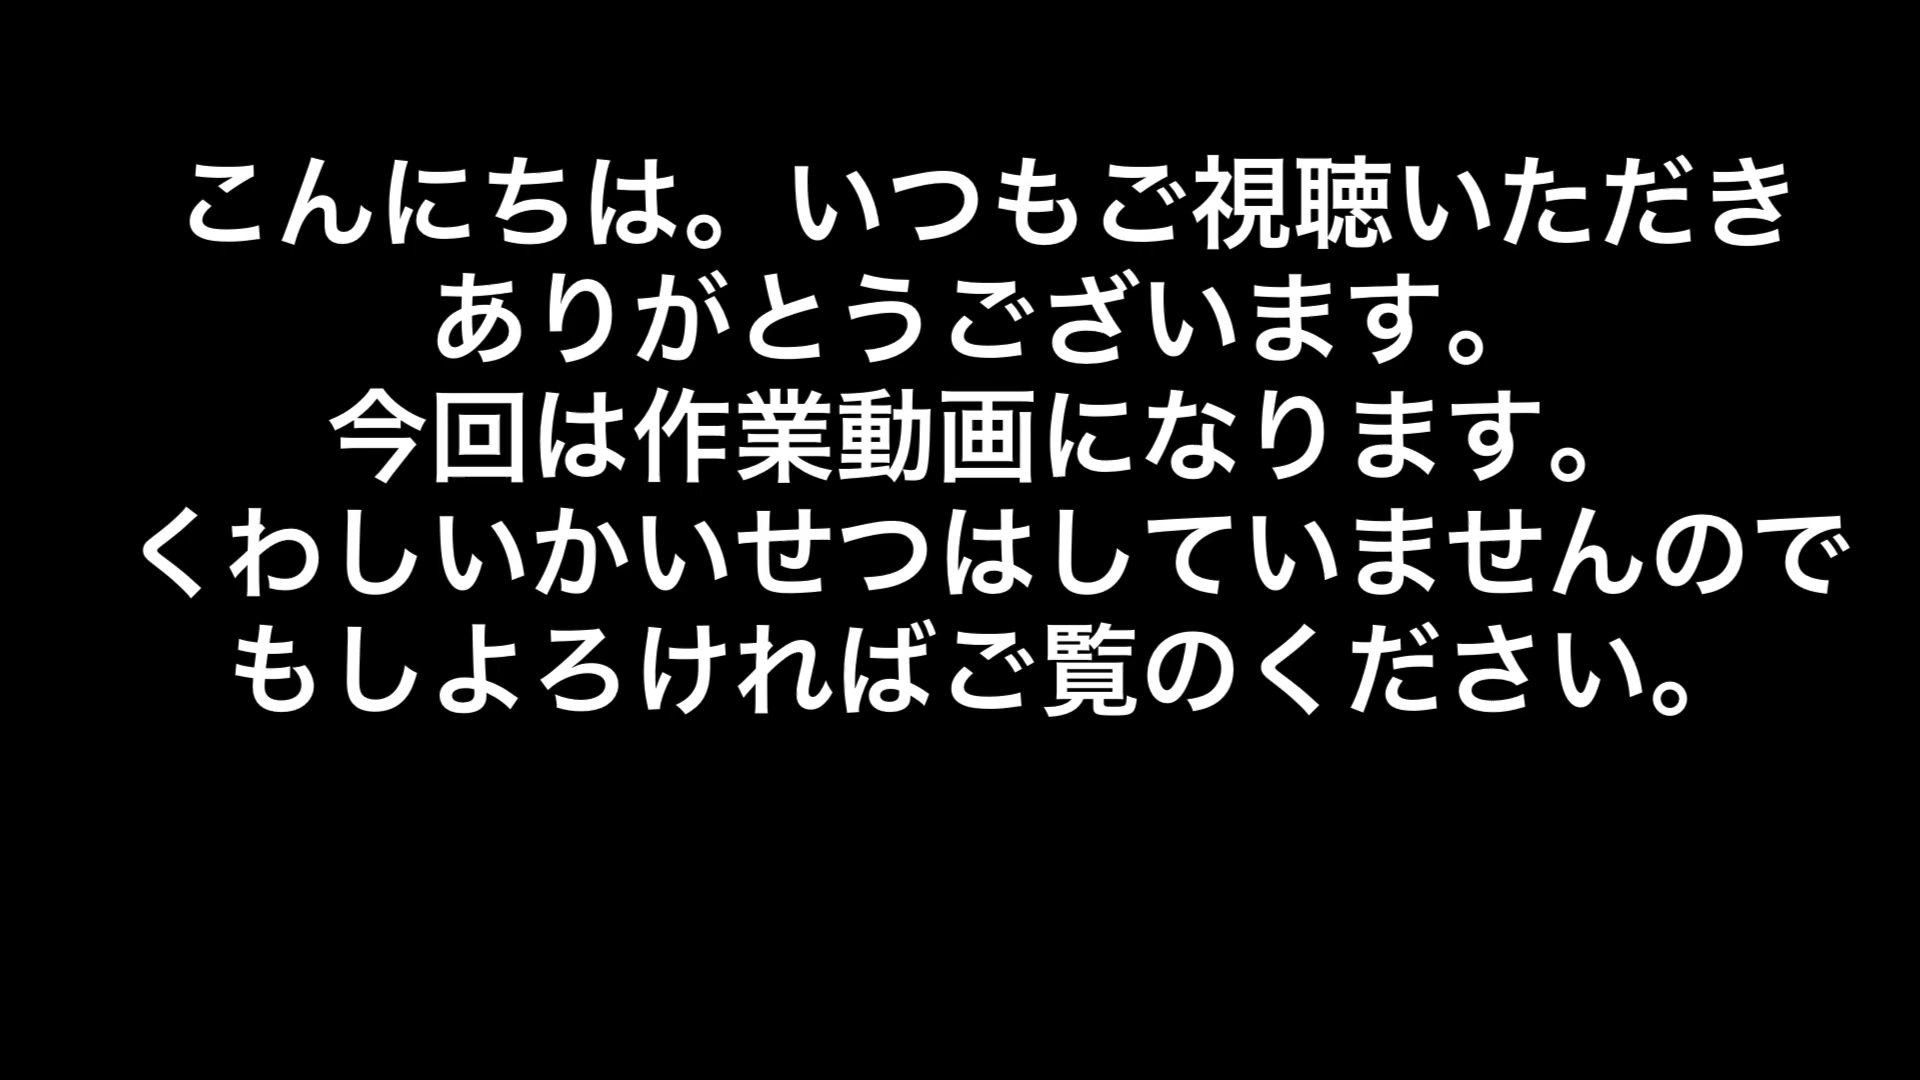 こんにちは。いつもご視聴いただき
ありがとうございます。
今回は作業動画になります。
くわしいかいせつはしていませんので
もしよろければご覧のください。